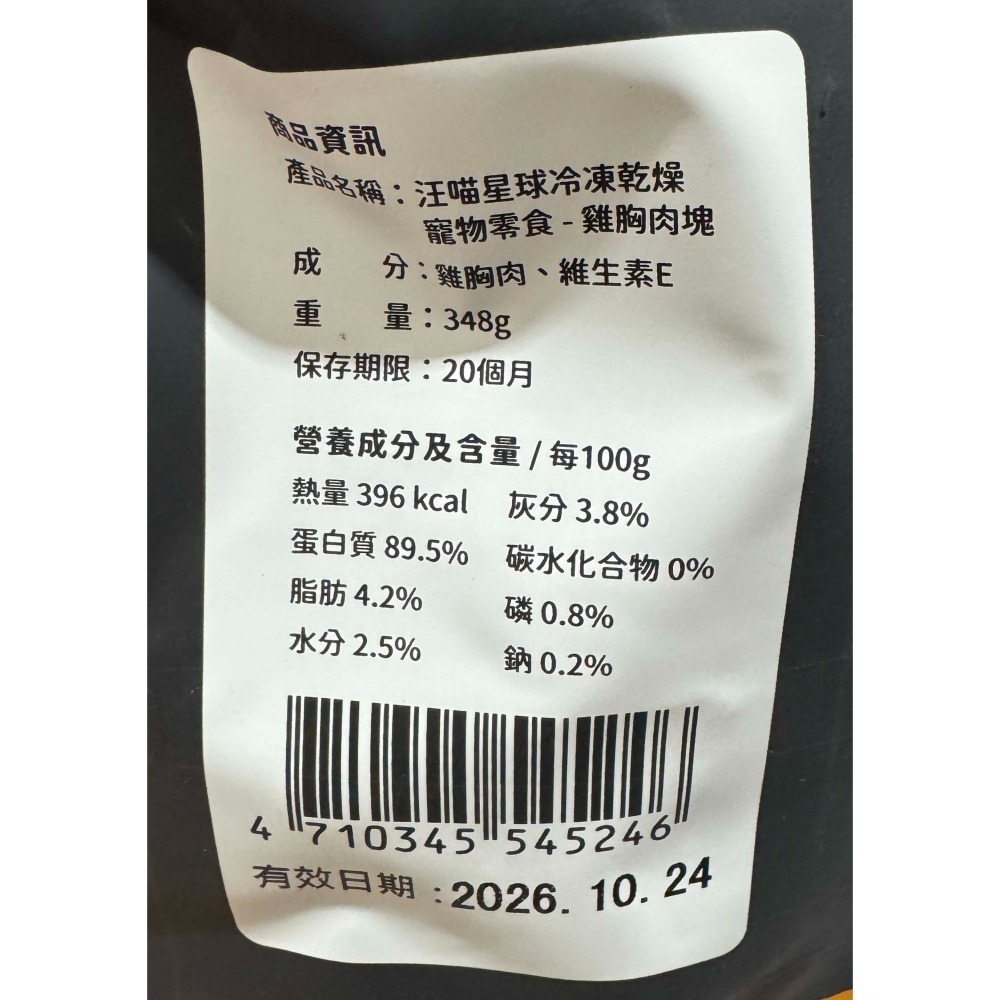 商品資訊
產品名稱：汪喵星球冷凍乾燥
寵物零食 - 雞胸肉塊
成　　分：雞胸肉、維生素E
重　　量：348g
保存期限：20個月
營養成分及含量 / 每100g
熱量 396 kcal　灰分 3.8%
蛋白質 89.5%　碳水化合物 0%
脂肪 4.2%　磷 0.8%
水分 2.5%　鈉 0.2%
4 710345 545246
有效日期 : 2026. 10. 24